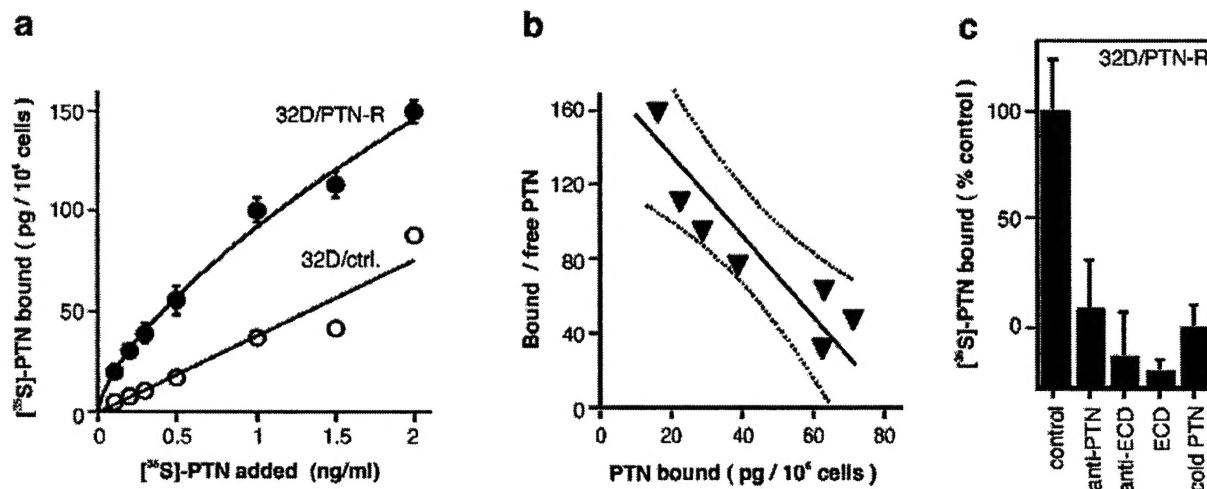 a
[³⁵S]-PTN bound ( pg / 10⁶ cells )
150
100
50
0
32D/PTN-R
32D/ctrl.
0 0.5 1 1.5 2
[³⁵S]-PTN added (ng/ml)
b
Bound / free PTN
160
120
80
40
0
0 20 40 60 80
PTN bound ( pg / 10⁶ cells )
c
[³⁵S]-PTN bound ( % control )
32D/PTN-R
100
50
0
control
anti-PTN
anti-ECD
ECD
cold PTN